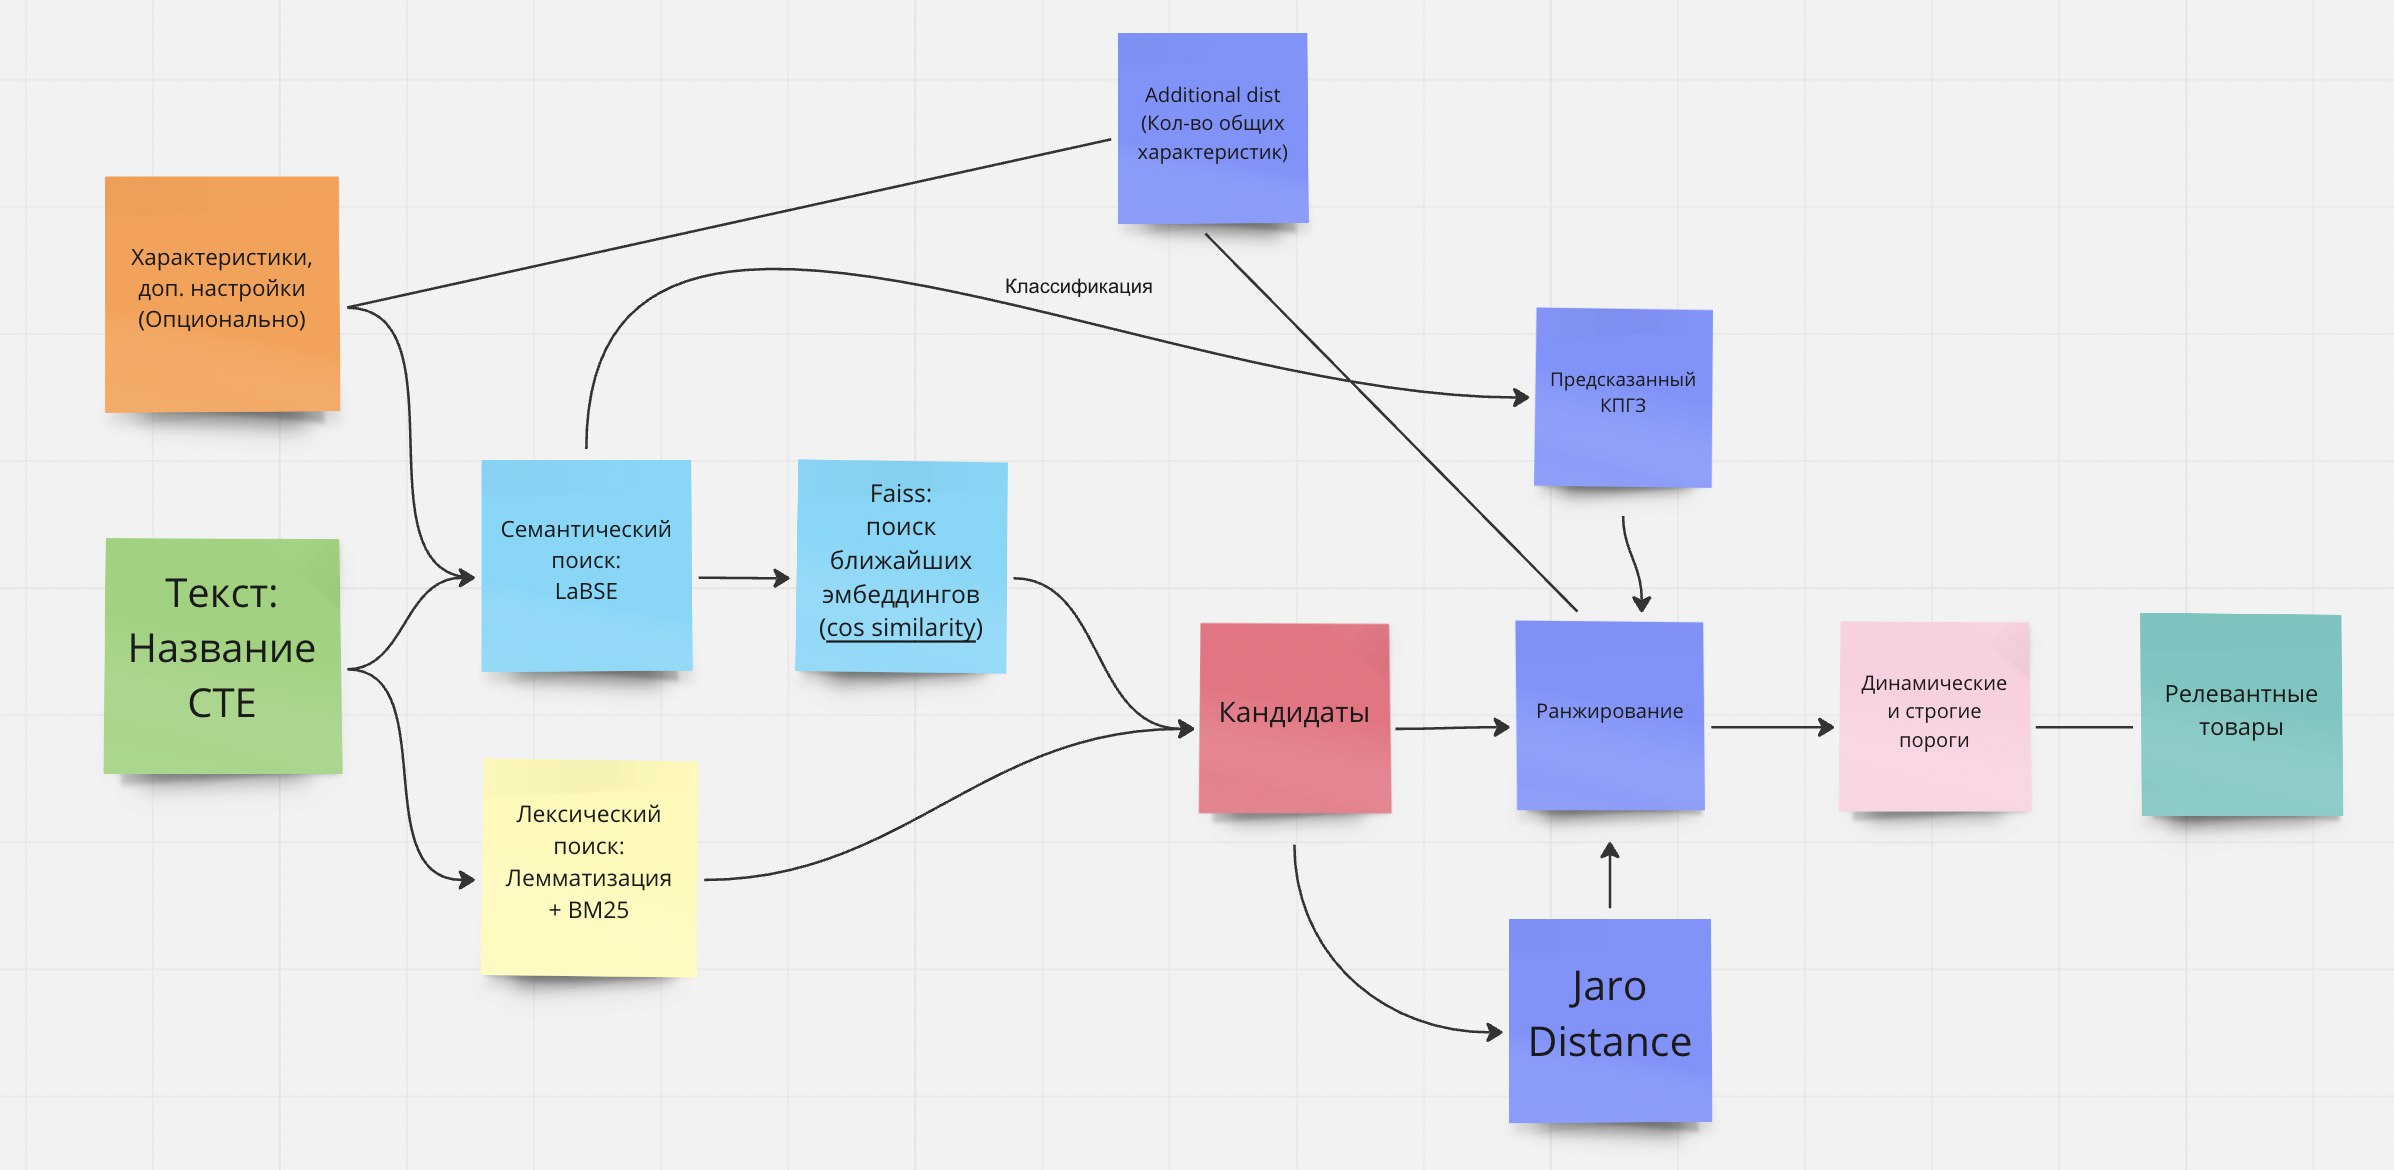 Additional dist
(Кол-во общих
характеристик)
Характеристики,
доп. настройки
(Опционально)
Классификация
Предсказанный
КПГЗ
Текст:
Название
СТЕ
Семантический
поиск:
LaBSE
Faiss:
поиск
ближайших
эмбеддингов
(cos similarity)
Лексический
поиск:
Лемматизация
+ BM25
Кандидаты
Ранжирование
Динамические
и строгие
пороги
Релевантные
товары
Jaro
Distance